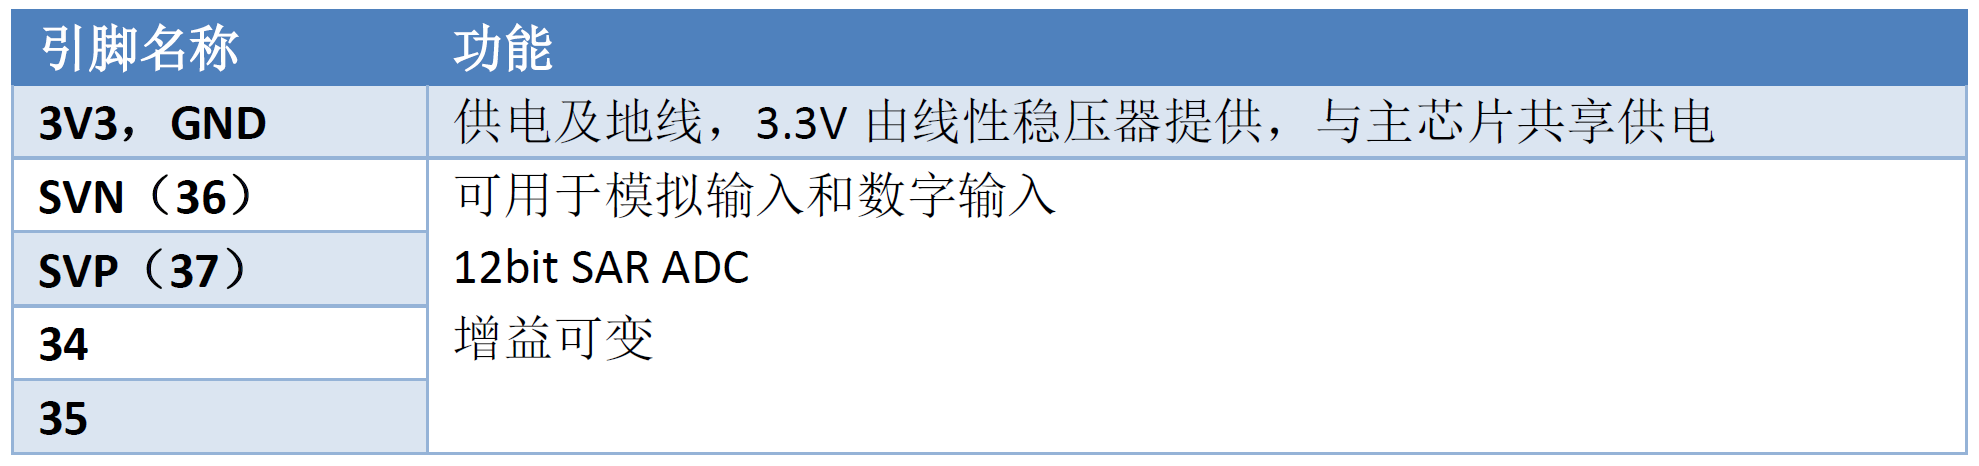 引脚名称 功能
3V3，GND 供电及地线，3.3V 由线性稳压器提供，与主芯片共享供电
SVN（36） 可用于模拟输入和数字输入
SVP（37） 12bit SAR ADC
34 增益可变
35